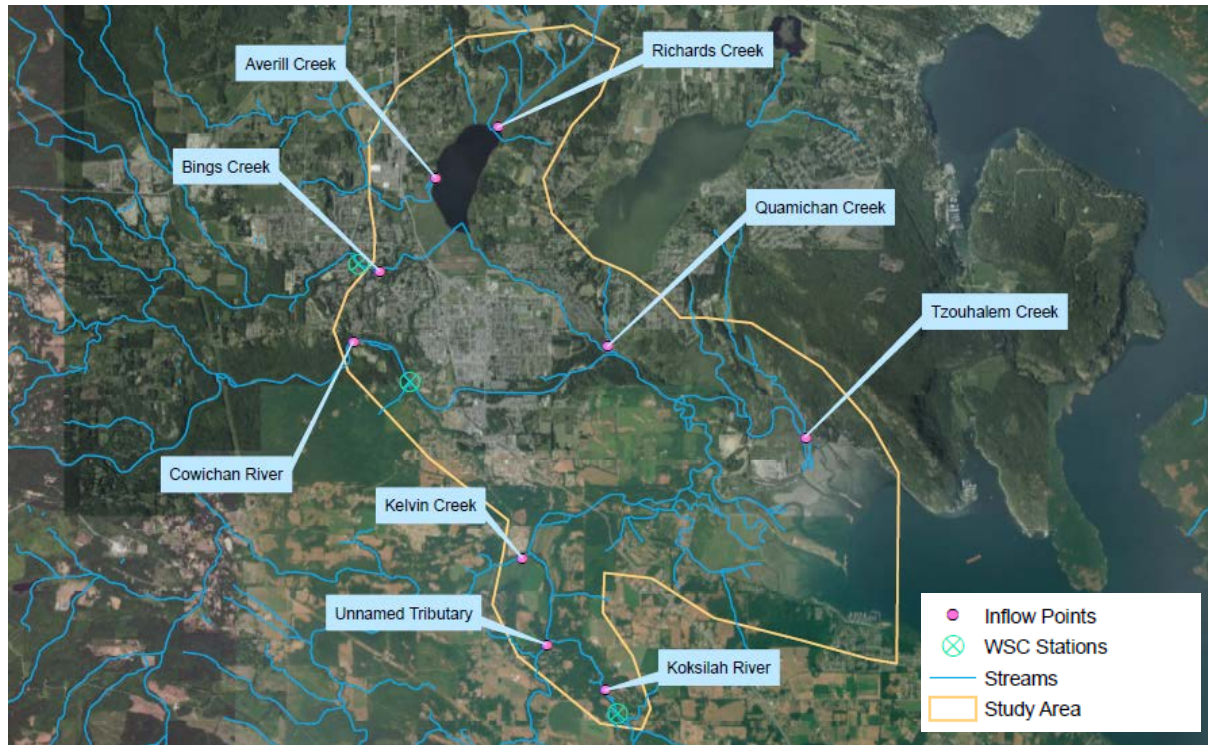 Averill Creek
Richards Creek
Bings Creek
Quamichan Creek
Tzouhalem Creek
Cowichan River
Kelvin Creek
Unnamed Tributary
Koksilah River
Inflow Points
WSC Stations
Streams
Study Area